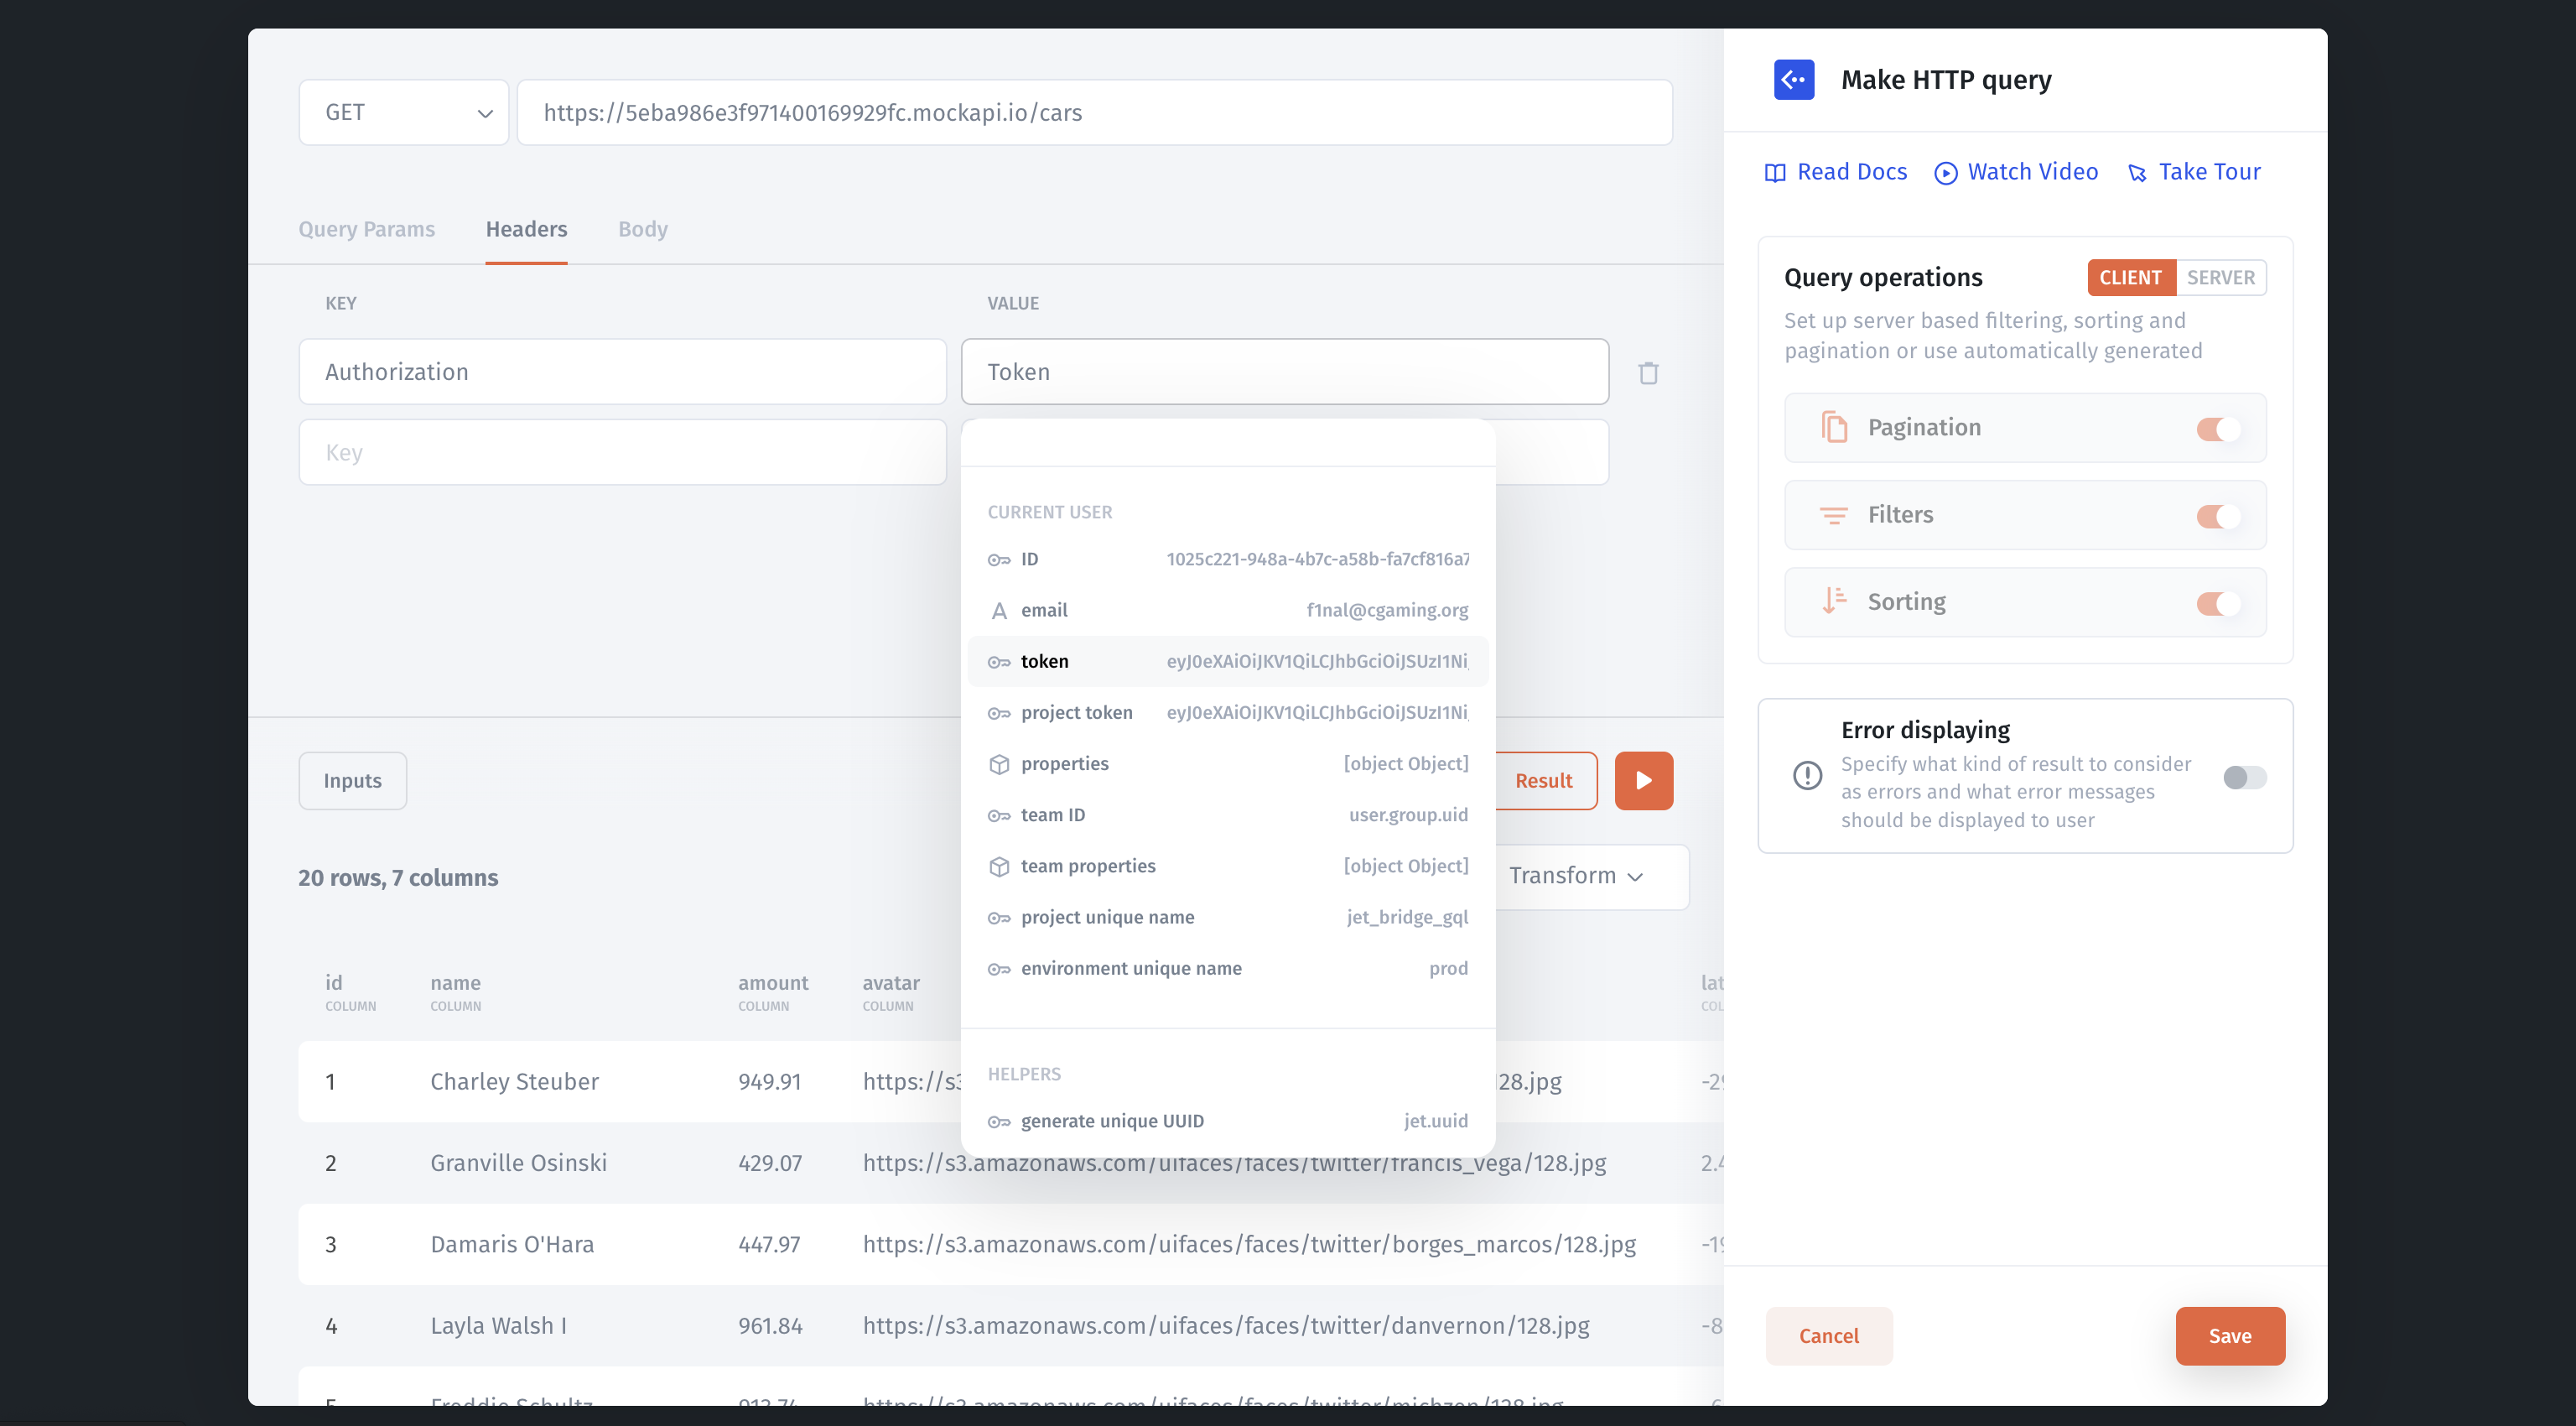 GET
https://5eba986e3f971400169929fc.mockapi.io/cars
Query Params Headers Body
KEY VALUE
Authorization Token
Key
CURRENT USER
ID 1025c221-948a-4b7c-a58b-fa7cf816a7
email f1nal@cgaming.org
token eyJ0eXAiOiJKV1QiLCJhbGciOiJSUzI1Ni
project token eyJ0eXAiOiJKV1QiLCJhbGciOiJSUzI1Ni
properties [object Object]
team ID user.group.uid
team properties [object Object]
project unique name jet_bridge_gql
environment unique name prod
HELPERS
generate unique UUID jet.uuid
Inputs
Result
20 rows, 7 columns
Transform
id name amount avatar lat
COLUMN COLUMN COLUMN COLUMN COL
1 Charley Steuber 949.91 https://s3 128.jpg -29
2 Granville Osinski 429.07 https://s3.amazonaws.com/uifaces/faces/twitter/francis_vega/128.jpg 2.4
3 Damaris O'Hara 447.97 https://s3.amazonaws.com/uifaces/faces/twitter/borges_marcos/128.jpg -19
4 Layla Walsh I 961.84 https://s3.amazonaws.com/uifaces/faces/twitter/danvernon/128.jpg -8
5 Freddie Schultz 913.74 https://s3.amazonaws.com/uifaces/faces/twitter/michzen/128.jpg
Make HTTP query
Read Docs Watch Video Take Tour
Query operations CLIENT SERVER
Set up server based filtering, sorting and
pagination or use automatically generated
Pagination
Filters
Sorting
Error displaying
Specify what kind of result to consider
as errors and what error messages
should be displayed to user
Cancel Save